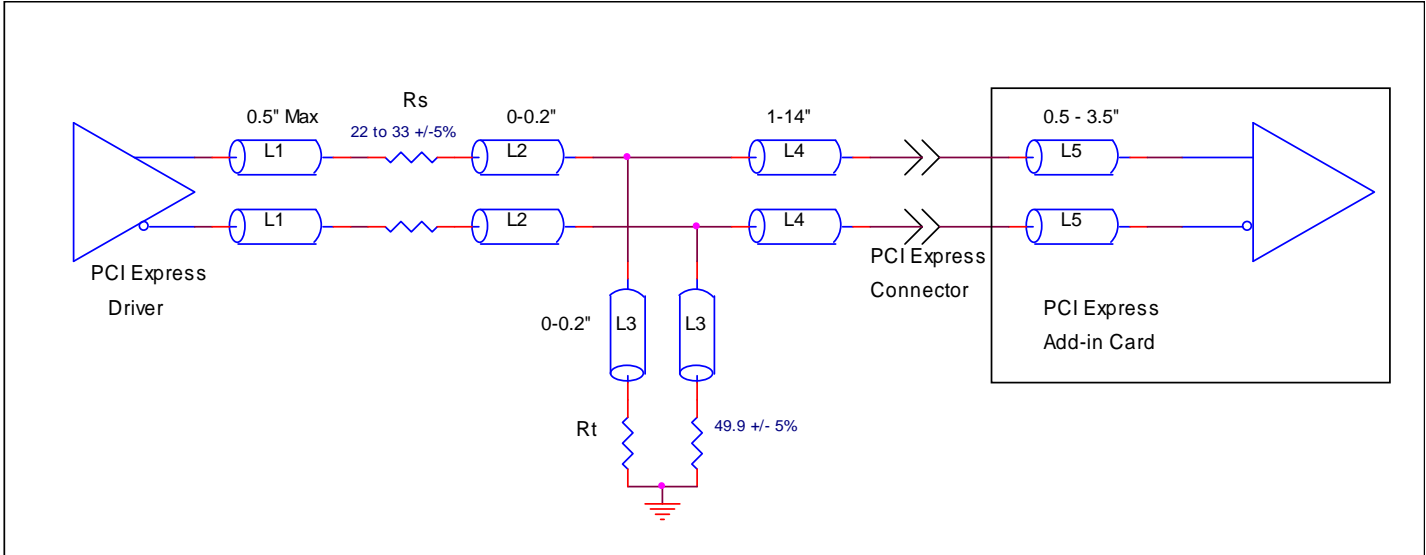 Rs
0.5" Max
22 to 33 +/-5%
0-0.2"
1-14"
0.5 - 3.5"
L1
L2
L4
L5
L1
L2
L4
L5
PCI Express
Driver
PCI Express
Connector
PCI Express
Add-in Card
0-0.2"
L3
L3
Rt
49.9 +/- 5%